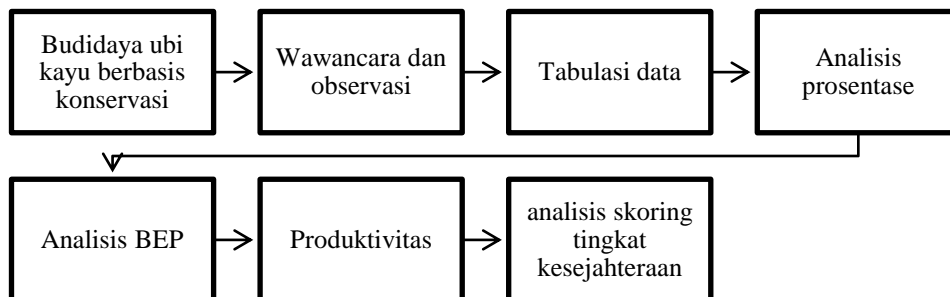 Budidaya ubi
kayu berbasis
konservasi
Wawancara dan
observasi
Tabulasi data
Analisis
prosentase
Analisis BEP
Produktivitas
analisis skoring
tingkat
kesejahteraan